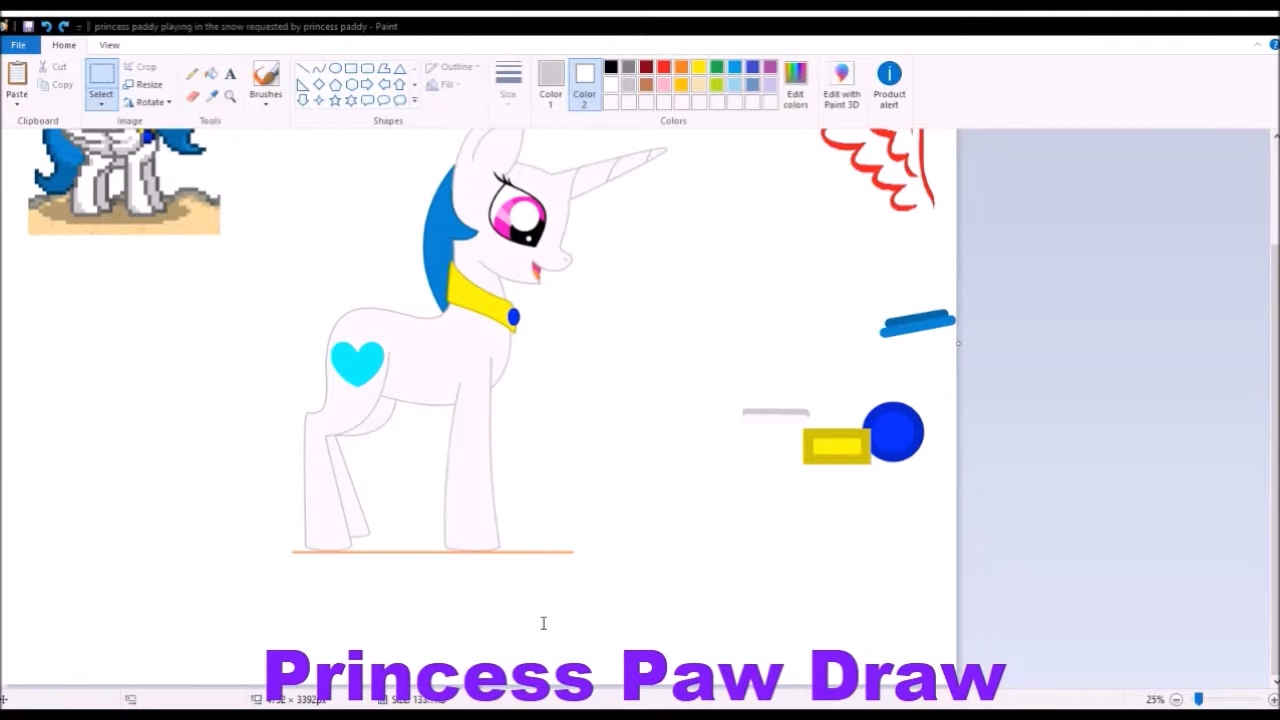 princess paddy playing in the snow requested by princess paddy - Paint
File Home View
Paste Cut Copy Clipboard
Select Crop Resize Rotate Image
Tools
Brushes
Outline Fill Shapes
Size
Color 1 Color 2 Colors
Edit colors
Edit with Paint 3D
Product alert
Princess Paw Draw
25%